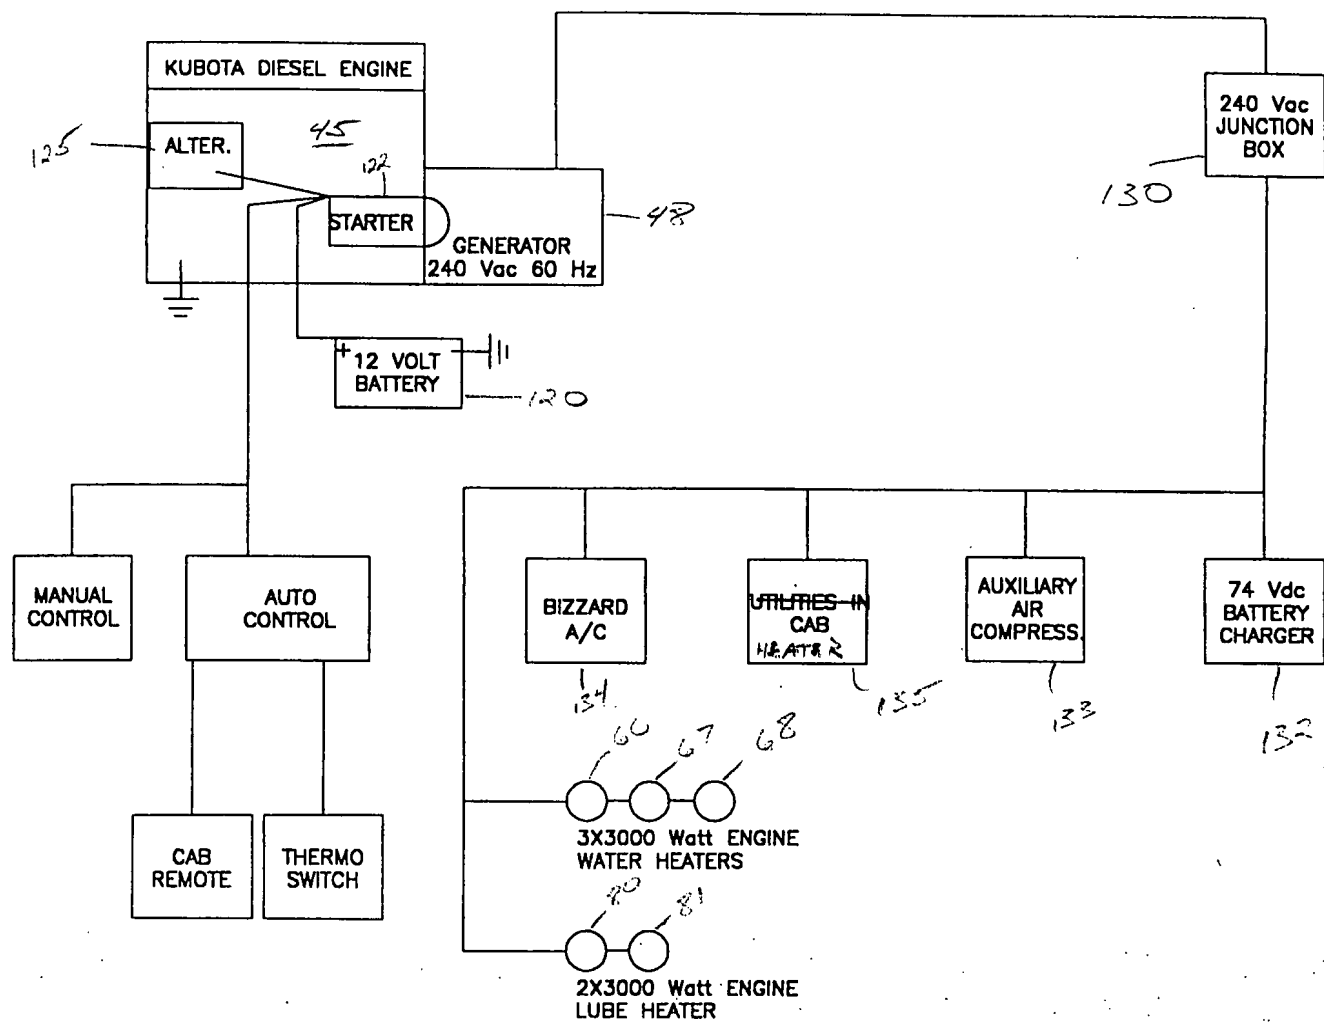 KUBOTA DIESEL ENGINE
45
ALTER.
125
122
STARTER
GENERATOR
240 Vac 60 Hz
48
240 Vac
JUNCTION
BOX
130
+ 12 VOLT
BATTERY
120
MANUAL
CONTROL
AUTO
CONTROL
CAB
REMOTE
THERMO
SWITCH
BIZZARD
A/C
134
UTILITIES IN
CAB
HEATER
135
AUXILIARY
AIR
COMPRESS.
133
74 Vdc
BATTERY
CHARGER
132
66 67 68
3X3000 Watt ENGINE
WATER HEATERS
80 81
2X3000 Watt ENGINE
LUBE HEATER